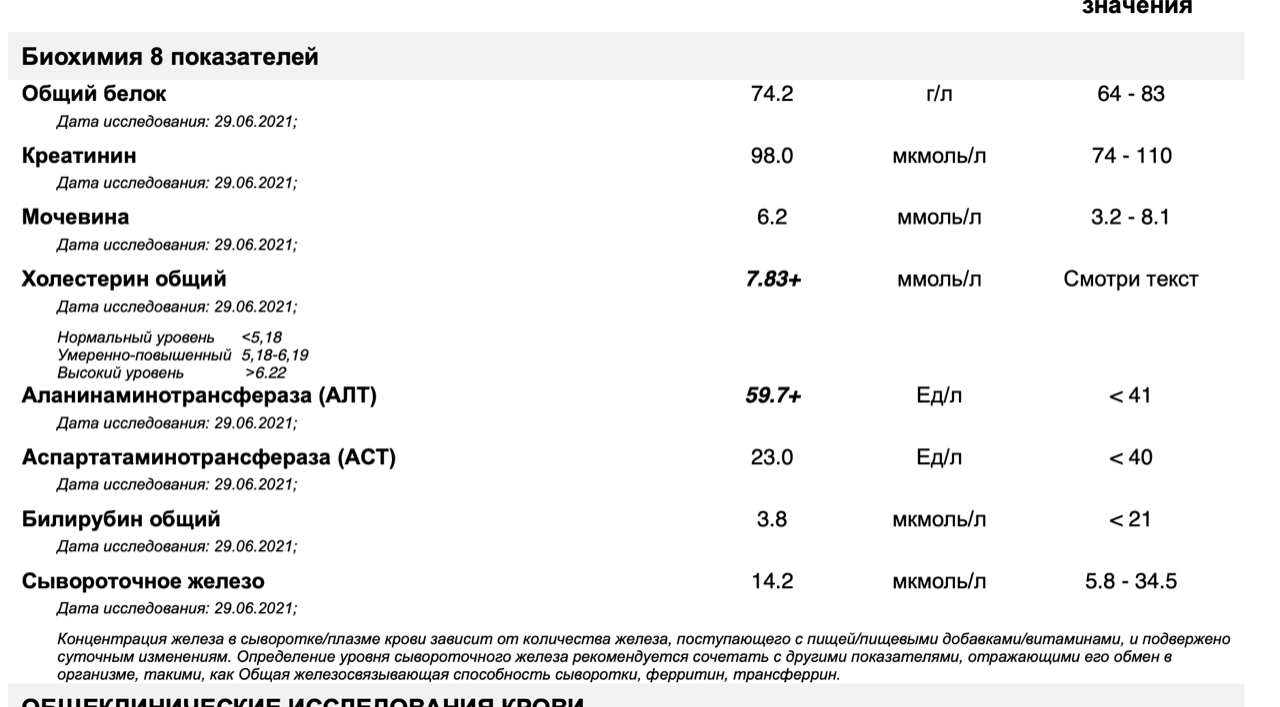 значения
Биохимия 8 показателей
Общий белок 74.2 г/л 64 - 83
Дата исследования: 29.06.2021;
Креатинин 98.0 мкмоль/л 74 - 110
Дата исследования: 29.06.2021;
Мочевина 6.2 ммоль/л 3.2 - 8.1
Дата исследования: 29.06.2021;
Холестерин общий 7.83+ ммоль/л Смотри текст
Дата исследования: 29.06.2021;
Нормальный уровень <5,18
Умеренно-повышенный 5,18-6,19
Высокий уровень >6.22
Аланинаминотрансфераза (АЛТ) 59.7+ Ед/л < 41
Дата исследования: 29.06.2021;
Аспартатаминотрансфераза (АСТ) 23.0 Ед/л < 40
Дата исследования: 29.06.2021;
Билирубин общий 3.8 мкмоль/л < 21
Дата исследования: 29.06.2021;
Сывороточное железо 14.2 мкмоль/л 5.8 - 34.5
Дата исследования: 29.06.2021;
Концентрация железа в сыворотке/плазме крови зависит от количества железа, поступающего с пищей/пищевыми добавками/витаминами, и подвержено
суточным изменениям. Определение уровня сывороточного железа рекомендуется сочетать с другими показателями, отражающими его обмен в
организме, такими, как Общая железосвязывающая способность сыворотки, ферритин, трансферрин.
ОБЩЕКЛИНИЧЕСКИЕ ИССЛЕДОВАНИЯ КРОВИ